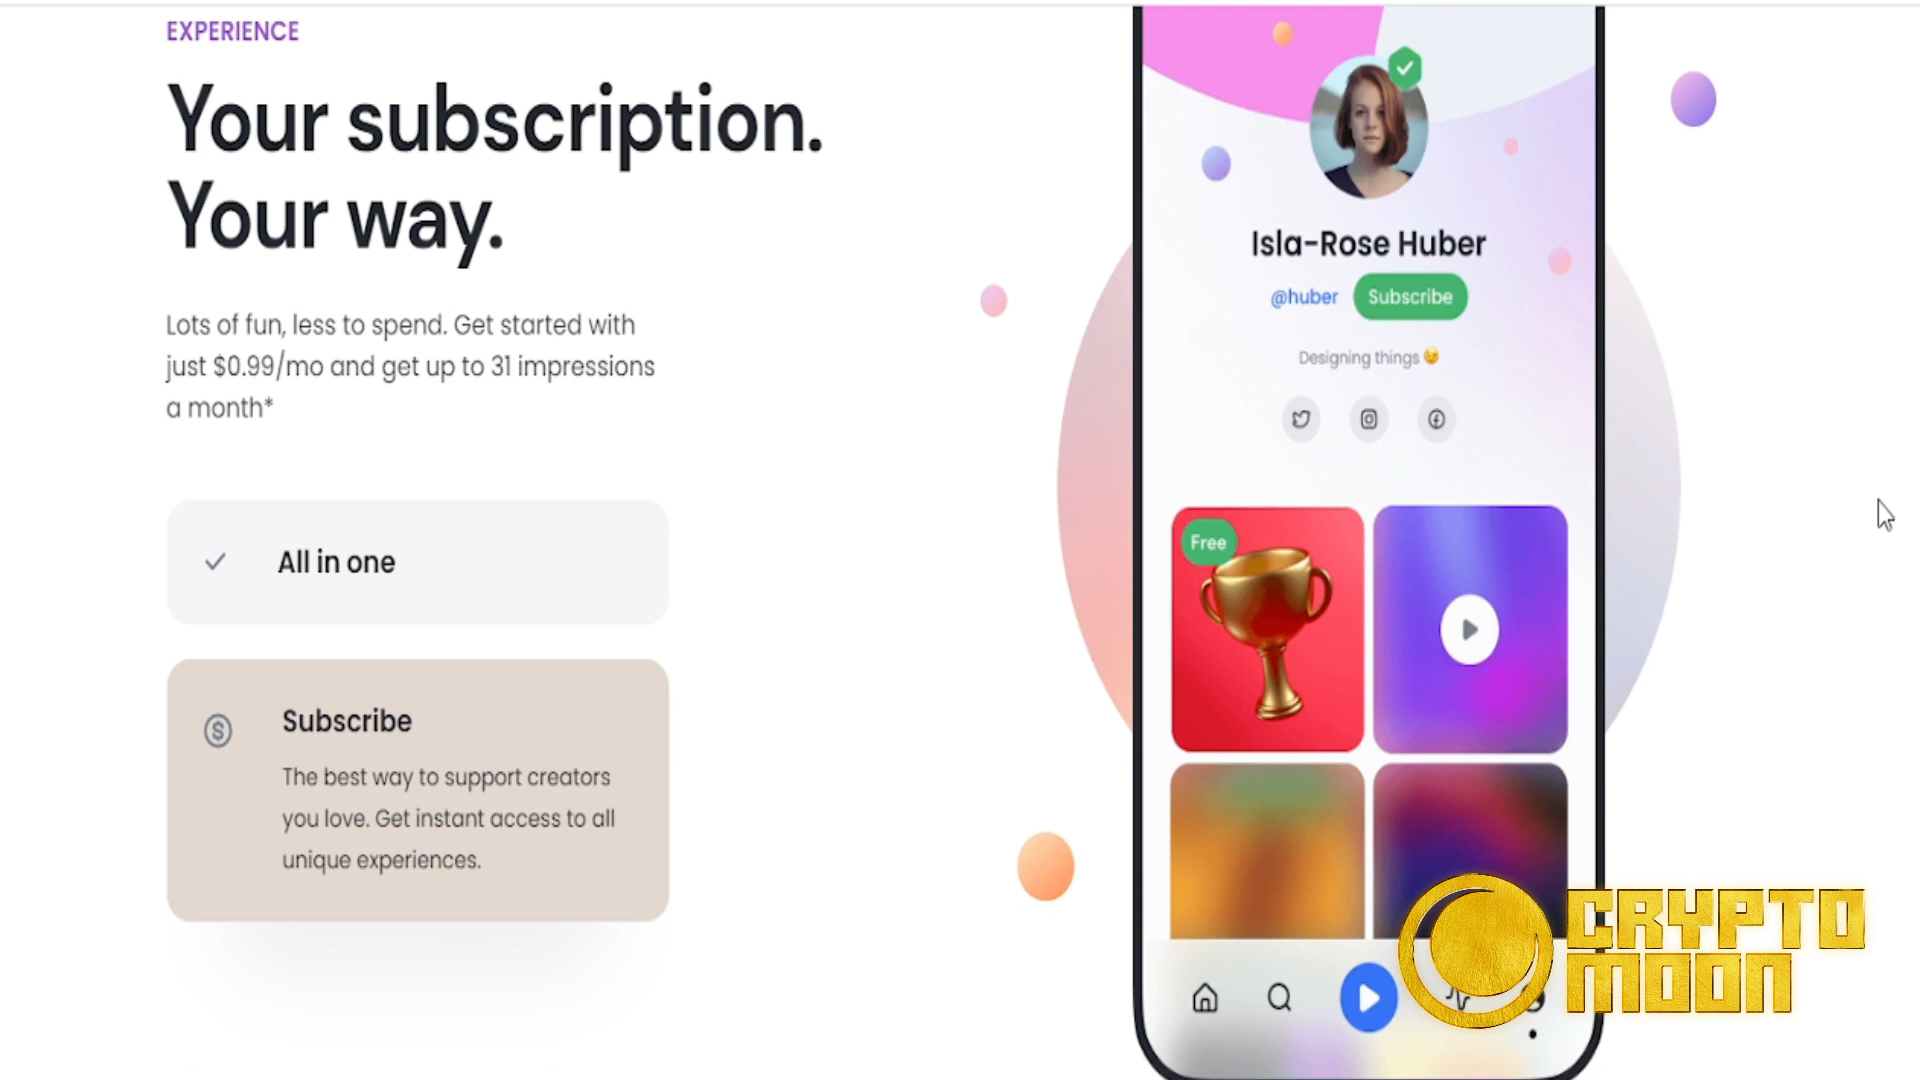 EXPERIENCE
Your subscription.
Your way.
Lots of fun, less to spend. Get started with
just $0.99/mo and get up to 31 impressions
a month*
All in one
Subscribe
The best way to support creators
you love. Get instant access to all
unique experiences.
Isla-Rose Huber
@huber Subscribe
Designing things 😉
Free
CRYPTO
MOON